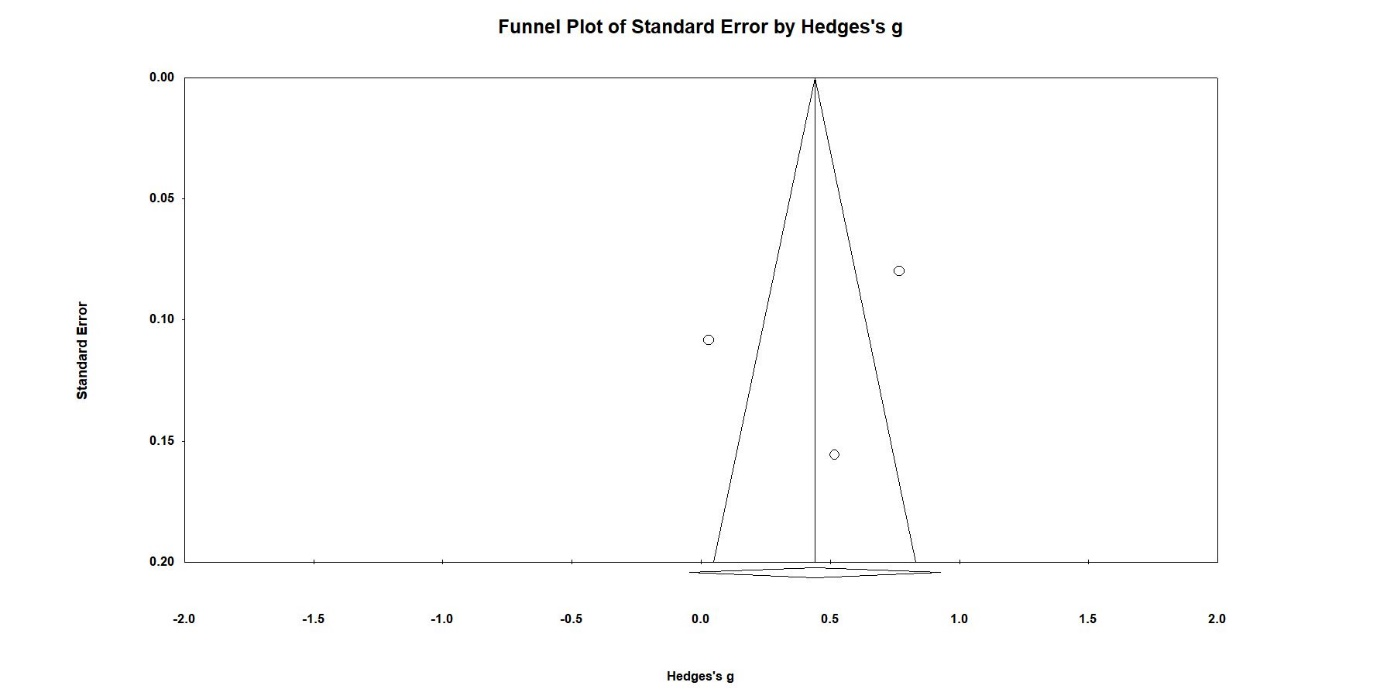 Funnel Plot of Standard Error by Hedges's g
0.00
0.05
0.10
0.15
0.20
Standard Error
-2.0 -1.5 -1.0 -0.5 0.0 0.5 1.0 1.5 2.0
Hedges's g